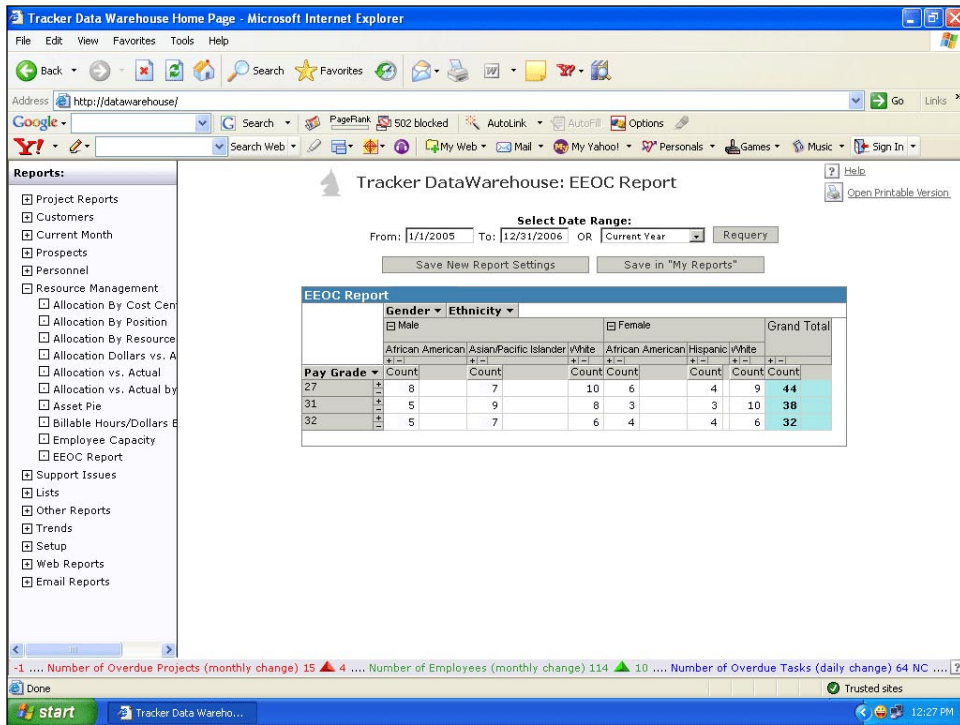 Tracker Data Warehouse Home Page - Microsoft Internet Explorer
File Edit View Favorites Tools Help
Back Search Favorites
Address http://datawarehouse/ Go Links
Google Search PageRank 502 blocked AutoLink AutoFill Options
Y! Search Web My Web Mail My Yahoo! Personals Games Music Sign In
Reports:
Project Reports
Customers
Current Month
Prospects
Personnel
Resource Management
Allocation By Cost Cen
Allocation By Position
Allocation By Resource
Allocation Dollars vs. A
Allocation vs. Actual
Allocation vs. Actual by
Asset Pie
Billable Hours/Dollars B
Employee Capacity
EEOC Report
Support Issues
Lists
Other Reports
Trends
Setup
Web Reports
Email Reports
Tracker DataWarehouse: EEOC Report
? Help
Open Printable Version
Select Date Range:
From: 1/1/2005 To: 12/31/2006 OR Current Year Requery
Save New Report Settings Save in "My Reports"
EEOC Report
Gender Ethnicity
Male Female Grand Total
African American Asian/Pacific Islander White African American Hispanic White
Pay Grade Count Count Count Count Count Count Count
27 8 7 10 6 4 9 44
31 5 9 8 3 3 10 38
32 5 7 6 4 4 6 32
-1 .... Number of Overdue Projects (monthly change) 15 4 .... Number of Employees (monthly change) 114 10 .... Number of Overdue Tasks (daily change) 64 NC .... ?
Done Trusted sites
start Tracker Data Wareho... 12:27 PM